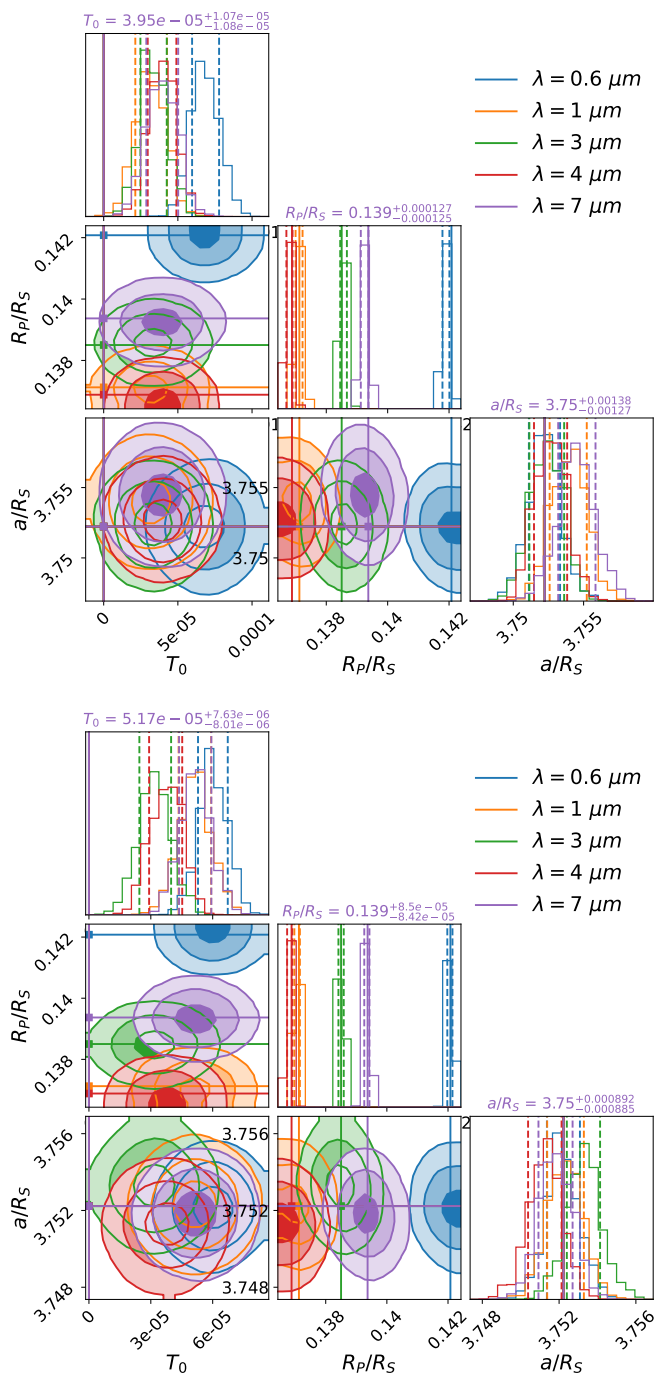 T₀ = 3.95e − 05 +1.07e−05 −1.08e−05
λ = 0.6 μm
λ = 1 μm
λ = 3 μm
λ = 4 μm
λ = 7 μm
R_P/R_S = 0.139 +0.000127 −0.000125
0.142
0.14
0.138
R_P/R_S
a/R_S = 3.75 +0.00138 −0.00127
3.755
3.75
a/R_S
3.755
3.75
0
5e-05
0.0001
T₀
0.138
0.14
0.142
R_P/R_S
3.75
3.755
a/R_S
T₀ = 5.17e − 05 +7.63e−06 −8.01e−06
λ = 0.6 μm
λ = 1 μm
λ = 3 μm
λ = 4 μm
λ = 7 μm
R_P/R_S = 0.139 +8.5e−05 −8.42e−05
0.142
0.14
0.138
R_P/R_S
a/R_S = 3.75 +0.000892 −0.000885
3.756
3.752
3.748
a/R_S
3.756
3.752
3.748
0
3e-05
6e-05
T₀
0.138
0.14
0.142
R_P/R_S
3.748
3.752
3.756
a/R_S